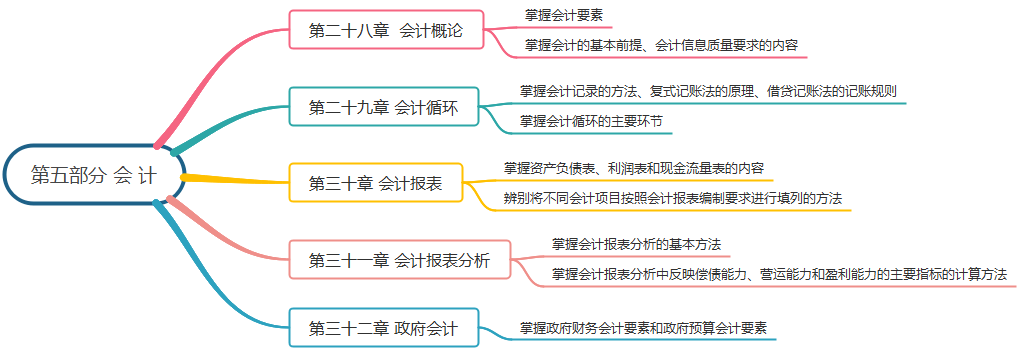 第五部分 会 计
第二十八章  会计概论
掌握会计要素
掌握会计的基本前提、会计信息质量要求的内容
第二十九章 会计循环
掌握会计记录的方法、复式记账法的原理、借贷记账法的记账规则
掌握会计循环的主要环节
第三十章 会计报表
掌握资产负债表、利润表和现金流量表的内容
辨别将不同会计项目按照会计报表编制要求进行填列的方法
第三十一章 会计报表分析
掌握会计报表分析的基本方法
掌握会计报表分析中反映偿债能力、营运能力和盈利能力的主要指标的计算方法
第三十二章 政府会计
掌握政府财务会计要素和政府预算会计要素